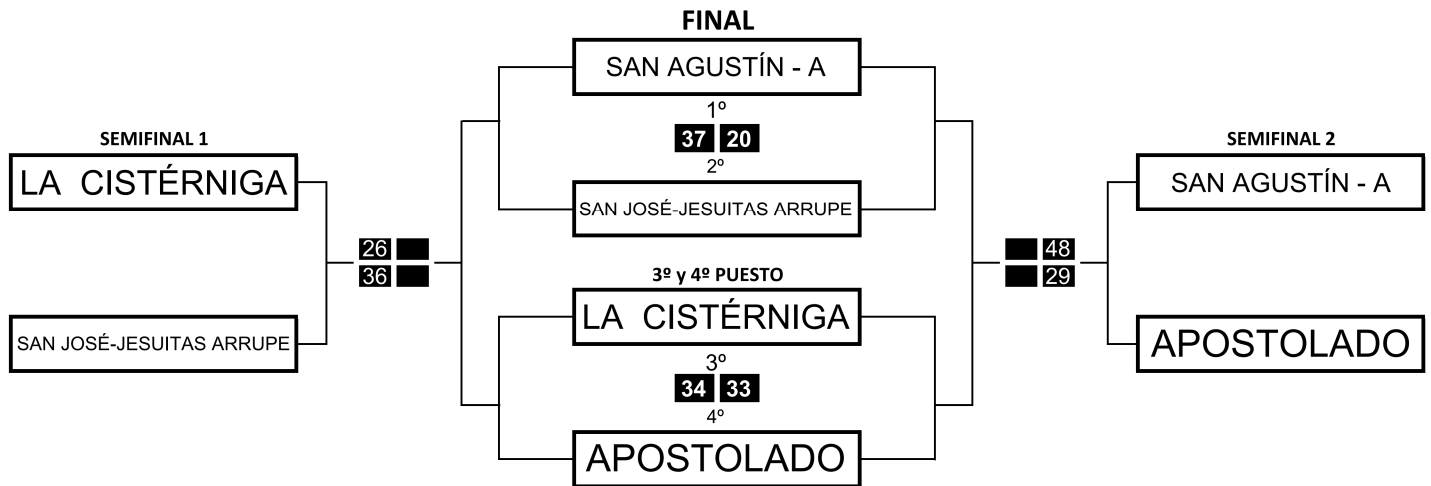 FINAL
SAN AGUSTÍN - A
1º
37 20
2º
SAN JOSÉ-JESUITAS ARRUPE
SEMIFINAL 1
LA CISTÉRNIGA
26
36
SAN JOSÉ-JESUITAS ARRUPE
3º y 4º PUESTO
LA CISTÉRNIGA
3º
34 33
4º
APOSTOLADO
SEMIFINAL 2
SAN AGUSTÍN - A
48
29
APOSTOLADO